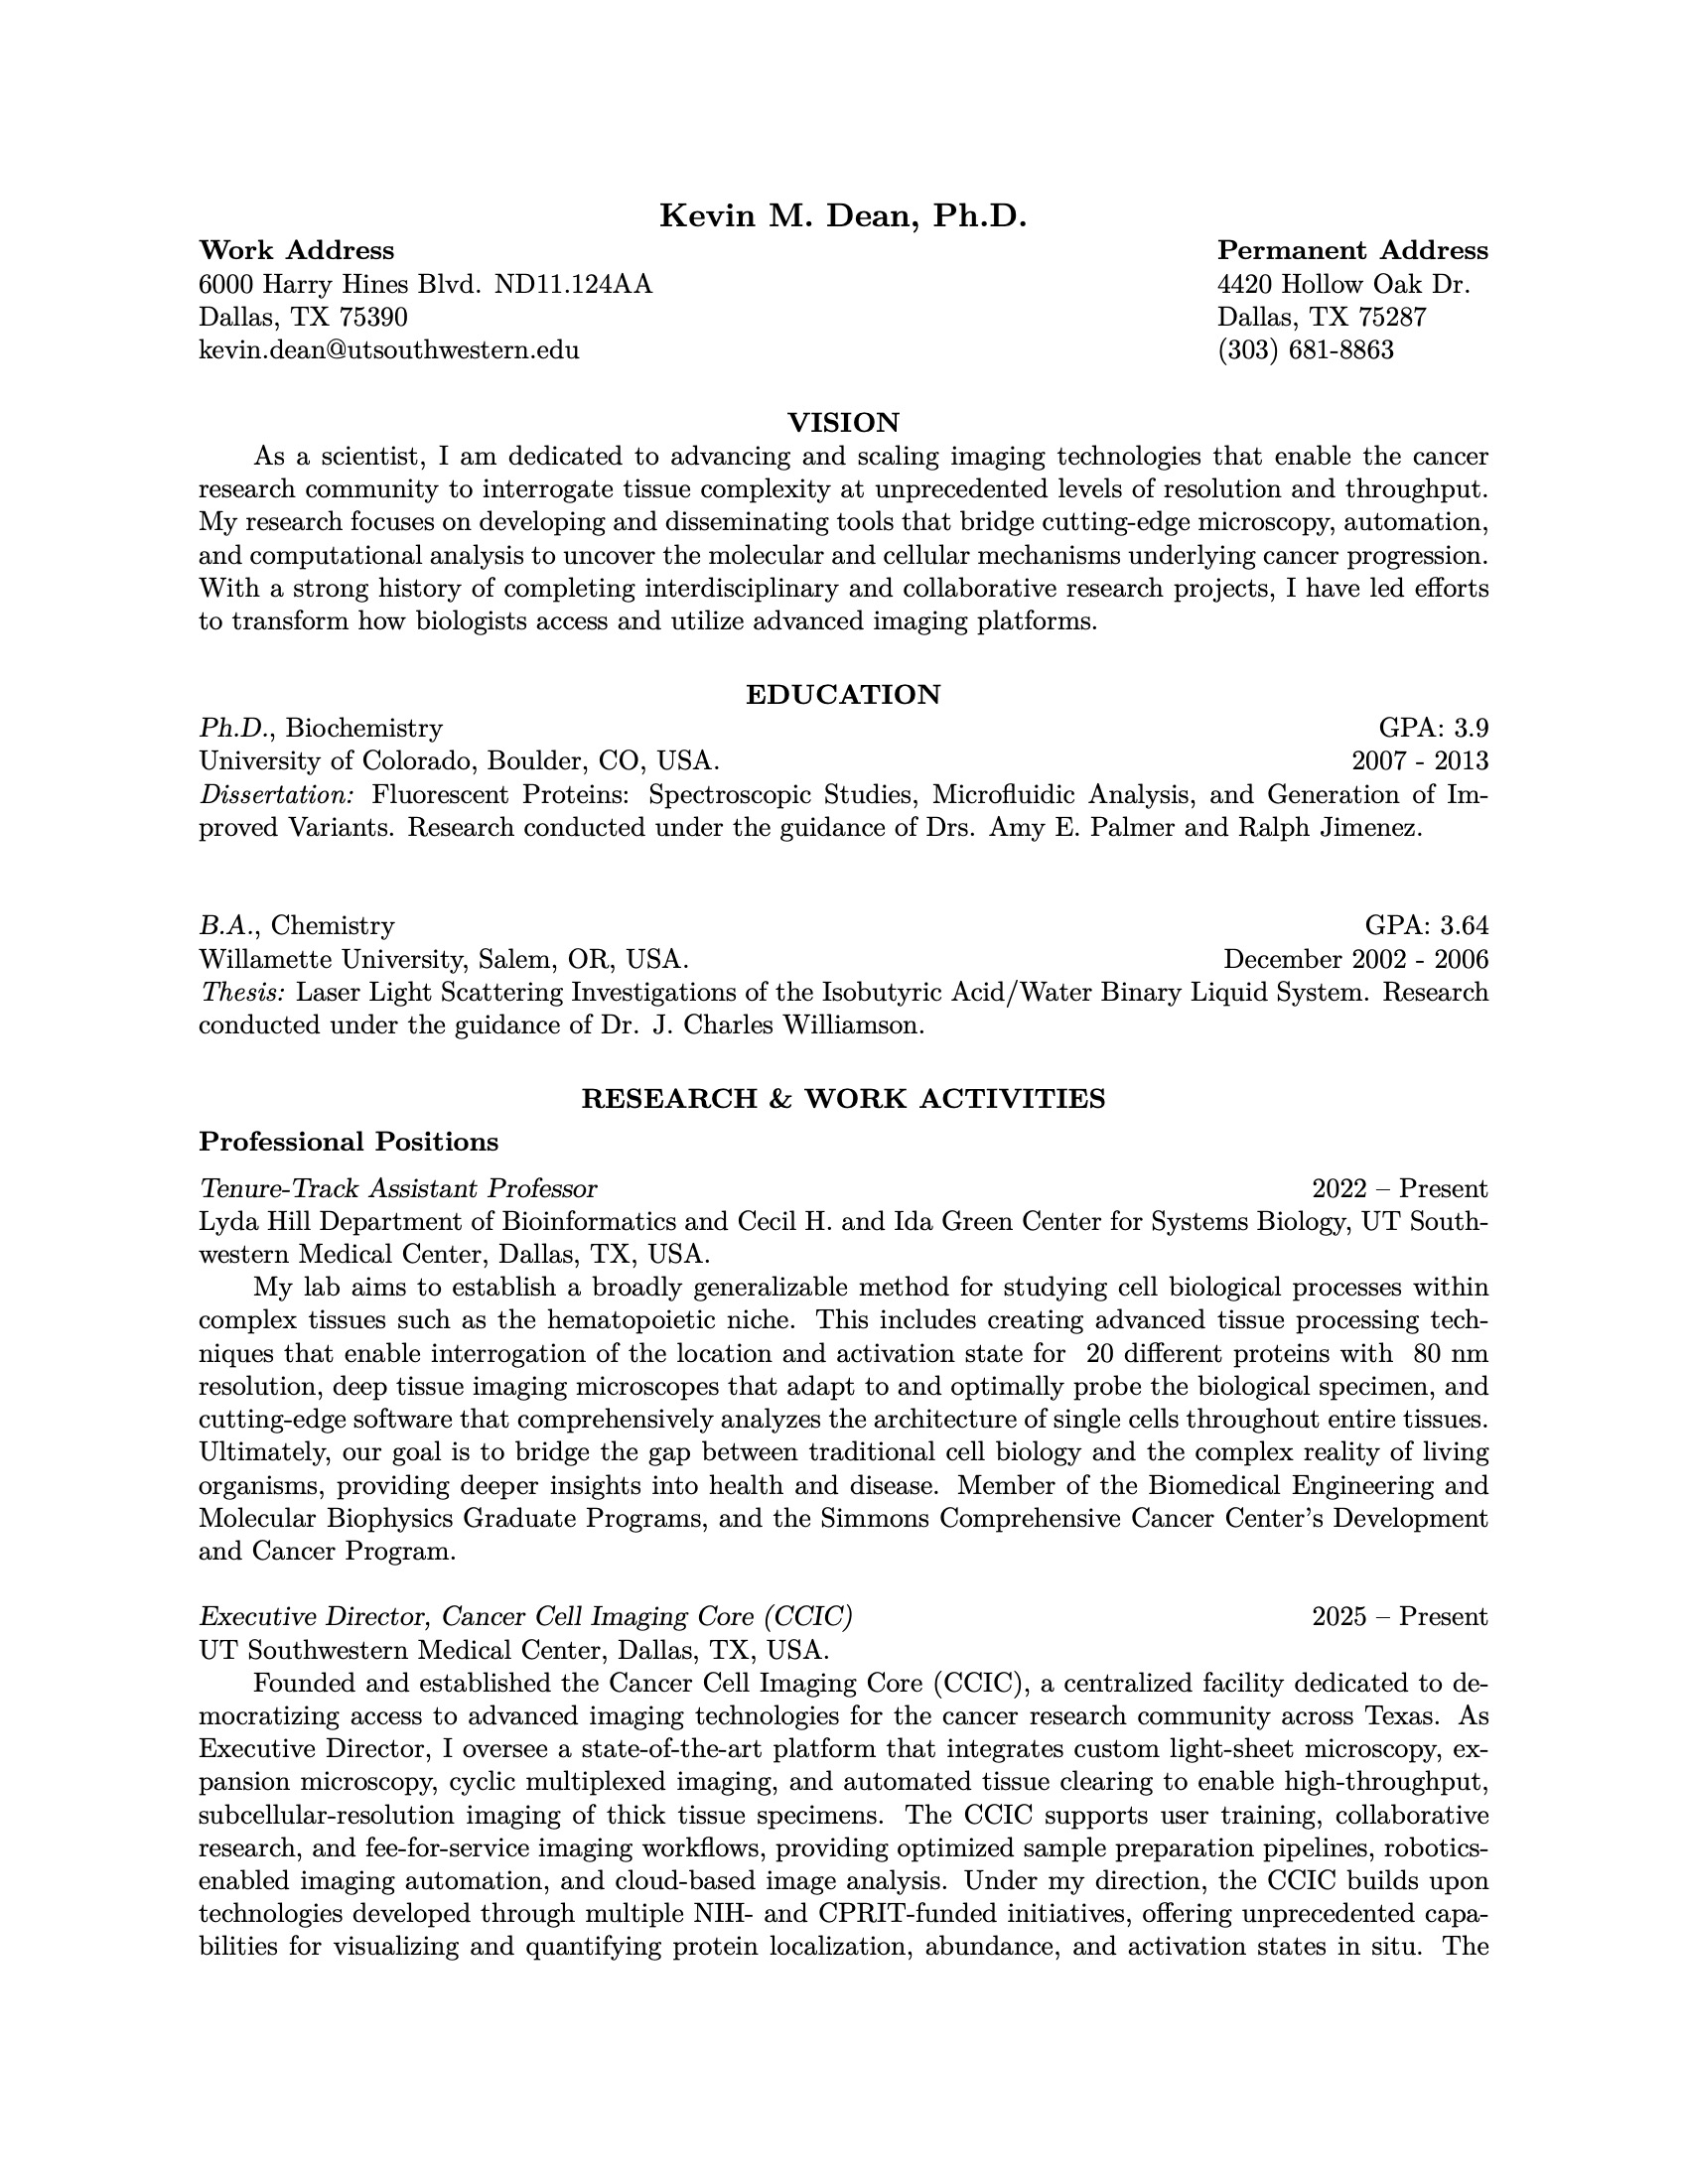 Kevin M. Dean, Ph.D.
Work Address
6000 Harry Hines Blvd. ND11.124AA
Dallas, TX 75390
kevin.dean@utsouthwestern.edu
Permanent Address
4420 Hollow Oak Dr.
Dallas, TX 75287
(303) 681-8863
VISION
As a scientist, I am dedicated to advancing and scaling imaging technologies that enable the cancer
research community to interrogate tissue complexity at unprecedented levels of resolution and throughput.
My research focuses on developing and disseminating tools that bridge cutting-edge microscopy, automation,
and computational analysis to uncover the molecular and cellular mechanisms underlying cancer progression.
With a strong history of completing interdisciplinary and collaborative research projects, I have led efforts
to transform how biologists access and utilize advanced imaging platforms.
EDUCATION
Ph.D., Biochemistry GPA: 3.9
University of Colorado, Boulder, CO, USA. 2007 - 2013
Dissertation: Fluorescent Proteins: Spectroscopic Studies, Microfluidic Analysis, and Generation of Im-
proved Variants. Research conducted under the guidance of Drs. Amy E. Palmer and Ralph Jimenez.
B.A., Chemistry GPA: 3.64
Willamette University, Salem, OR, USA. December 2002 - 2006
Thesis: Laser Light Scattering Investigations of the Isobutyric Acid/Water Binary Liquid System. Research
conducted under the guidance of Dr. J. Charles Williamson.
RESEARCH & WORK ACTIVITIES
Professional Positions
Tenure-Track Assistant Professor 2022 – Present
Lyda Hill Department of Bioinformatics and Cecil H. and Ida Green Center for Systems Biology, UT South-
western Medical Center, Dallas, TX, USA.
My lab aims to establish a broadly generalizable method for studying cell biological processes within
complex tissues such as the hematopoietic niche. This includes creating advanced tissue processing tech-
niques that enable interrogation of the location and activation state for 20 different proteins with 80 nm
resolution, deep tissue imaging microscopes that adapt to and optimally probe the biological specimen, and
cutting-edge software that comprehensively analyzes the architecture of single cells throughout entire tissues.
Ultimately, our goal is to bridge the gap between traditional cell biology and the complex reality of living
organisms, providing deeper insights into health and disease. Member of the Biomedical Engineering and
Molecular Biophysics Graduate Programs, and the Simmons Comprehensive Cancer Center's Development
and Cancer Program.
Executive Director, Cancer Cell Imaging Core (CCIC) 2025 – Present
UT Southwestern Medical Center, Dallas, TX, USA.
Founded and established the Cancer Cell Imaging Core (CCIC), a centralized facility dedicated to de-
mocratizing access to advanced imaging technologies for the cancer research community across Texas. As
Executive Director, I oversee a state-of-the-art platform that integrates custom light-sheet microscopy, ex-
pansion microscopy, cyclic multiplexed imaging, and automated tissue clearing to enable high-throughput,
subcellular-resolution imaging of thick tissue specimens. The CCIC supports user training, collaborative
research, and fee-for-service imaging workflows, providing optimized sample preparation pipelines, robotics-
enabled imaging automation, and cloud-based image analysis. Under my direction, the CCIC builds upon
technologies developed through multiple NIH- and CPRIT-funded initiatives, offering unprecedented capa-
bilities for visualizing and quantifying protein localization, abundance, and activation states in situ. The